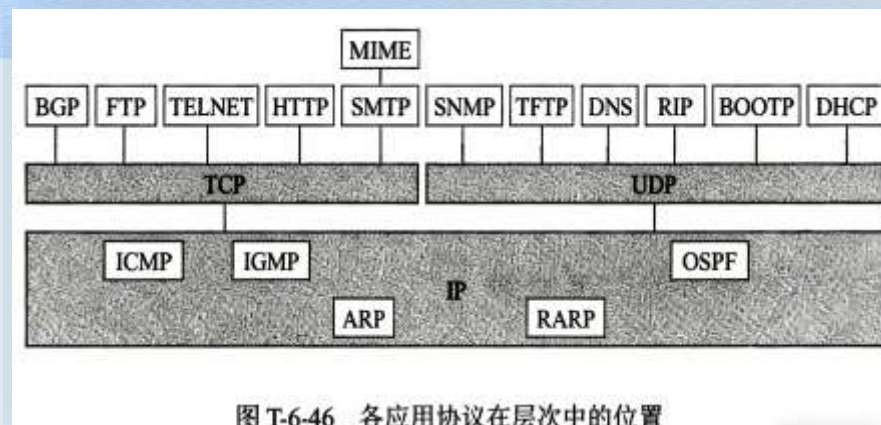 MIME
BGP FTP TELNET HTTP SMTP SNMP TFTP DNS RIP BOOTP DHCP
TCP UDP
ICMP IGMP OSPF
IP
ARP RARP
图 T-6-46 各应用协议在层次中的位置